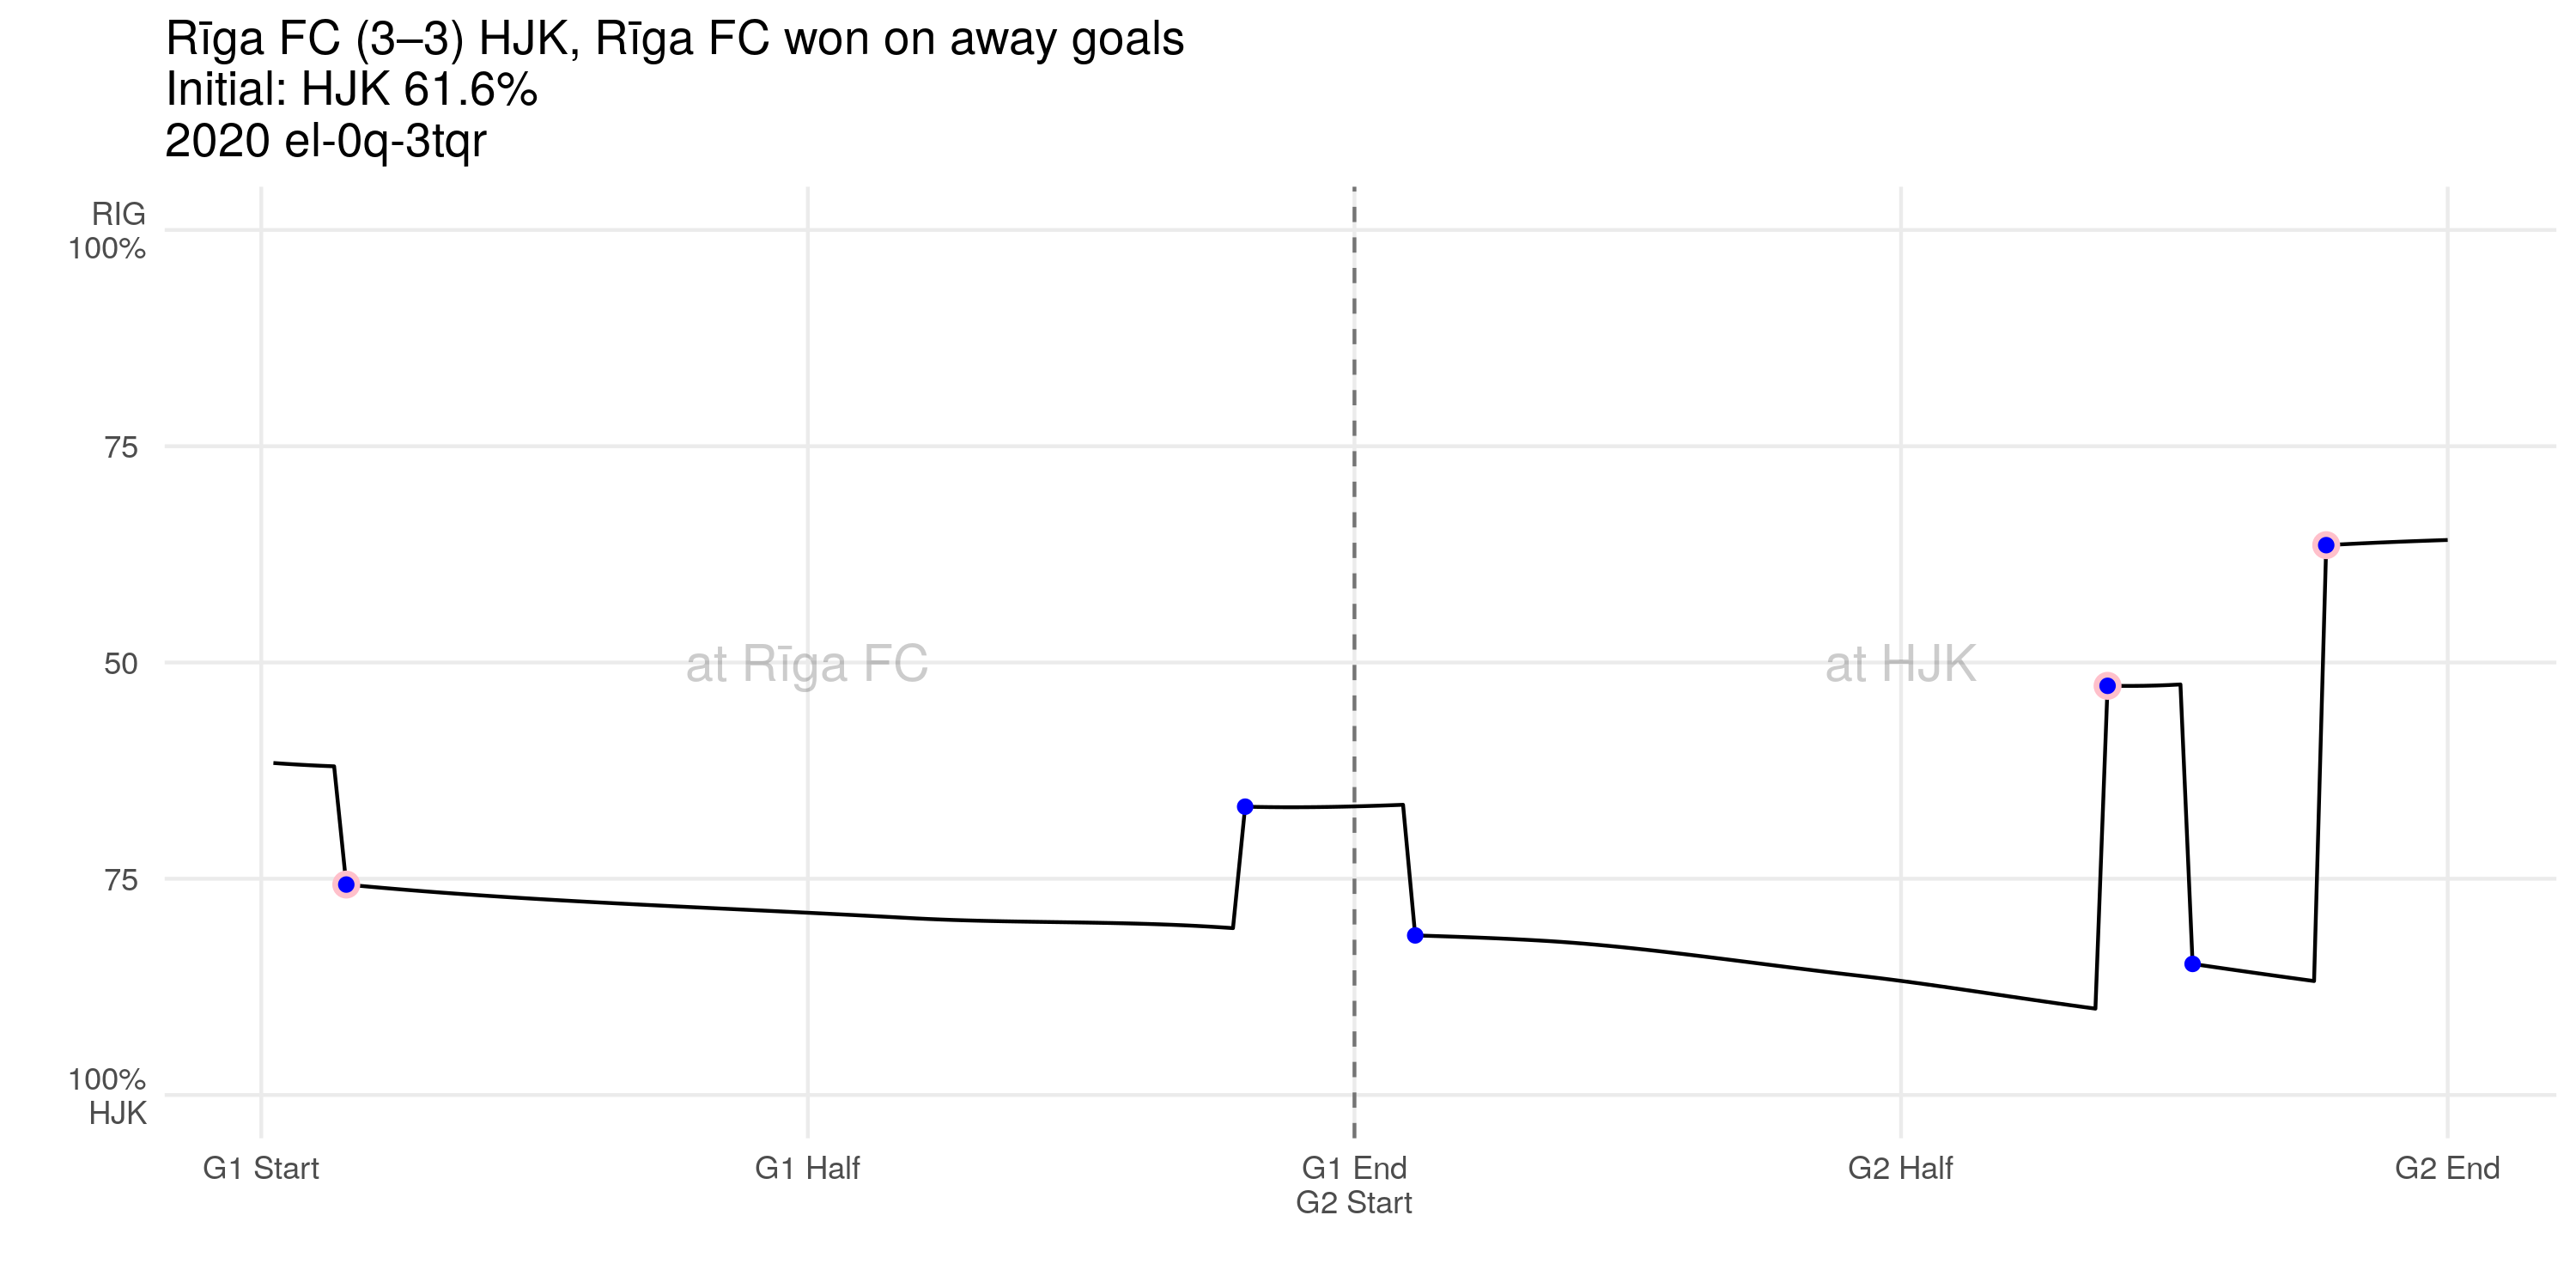 Rīga FC (3–3) HJK, Rīga FC won on away goals
Initial: HJK 61.6%
2020 el-0q-3tqr
RIG
100%
75
50
75
100%
HJK
at Rīga FC
at HJK
G1 Start
G1 Half
G1 End
G2 Start
G2 Half
G2 End